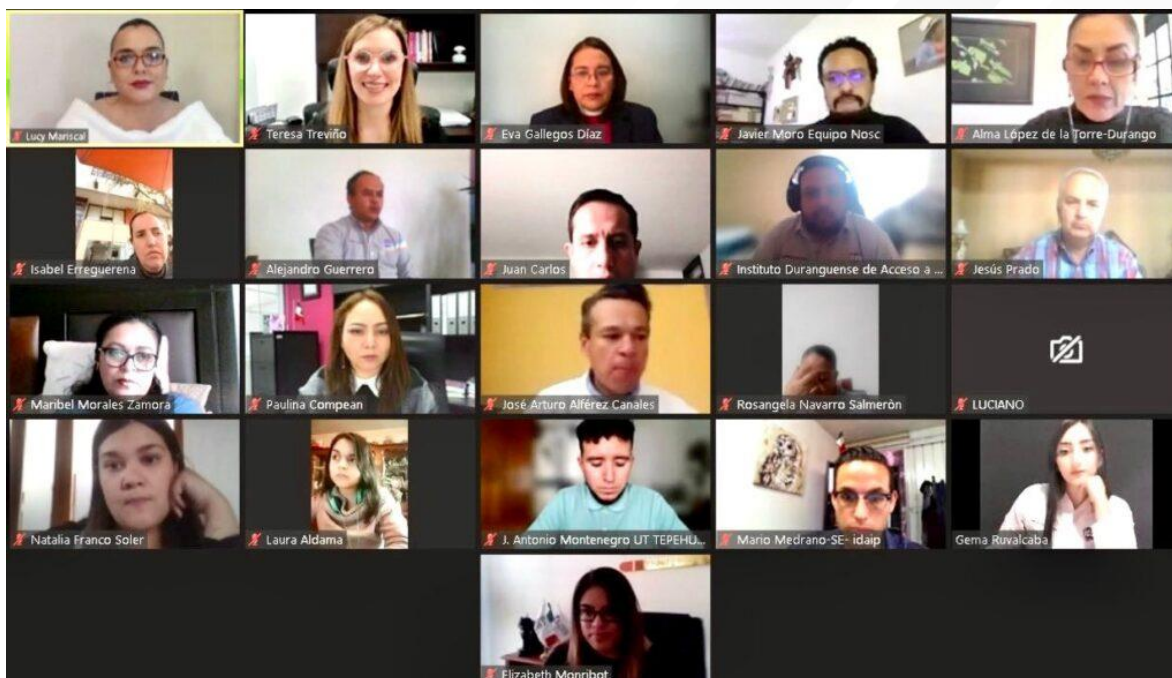 Lucy Mariscal
Teresa Treviño
Eva Gallegos Díaz
Javier Moro Equipo Nosc
Alma López de la Torre-Durango
Isabel Erreguerena
Alejandro Guerrero
Juan Carlos
Instituto Duranguense de Acceso a ...
Jesús Prado
Maribel Morales Zamora
Paulina Compean
José Arturo Alférez Canales
Rosangela Navarro Salmeròn
LUCIANO
Natalia Franco Soler
Laura Aldama
J. Antonio Montenegro UT TEPEHU...
Mario Medrano-SE- idaip
Gema Ruvalcaba
Elizabeth Monribot